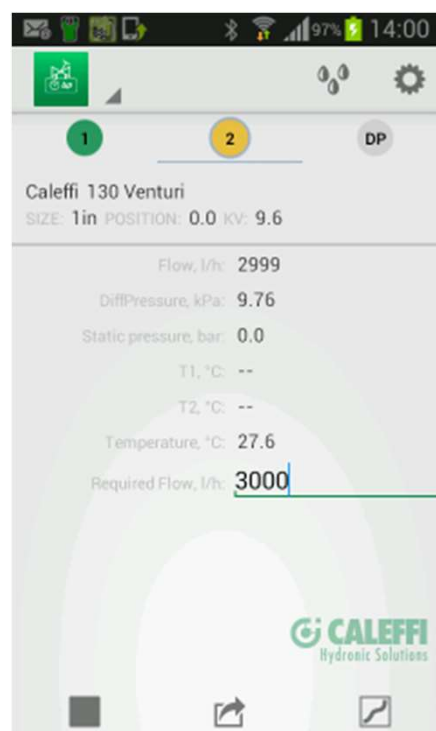 97% 14:00
1 2 DP
Caleffi 130 Venturi
SIZE: 1in POSITION: 0.0 KV: 9.6
Flow, l/h: 2999
DiffPressure, kPa: 9.76
Static pressure, bar: 0.0
T1, °C: --
T2, °C: --
Temperature, °C: 27.6
Required Flow, l/h: 3000
CALEFFI
Hydronic Solutions